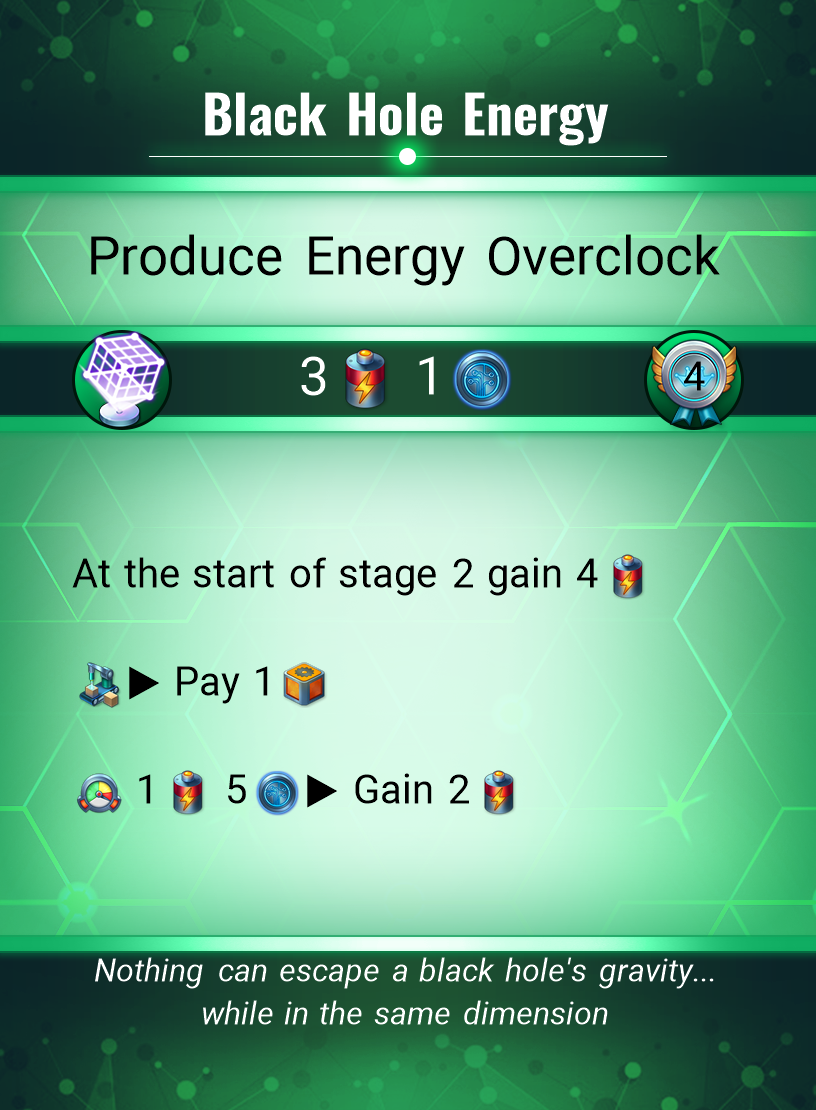 Black Hole Energy
Produce Energy Overclock
3 1 4
At the start of stage 2 gain 4
▶ Pay 1
1 5 ▶ Gain 2
Nothing can escape a black hole's gravity...
while in the same dimension